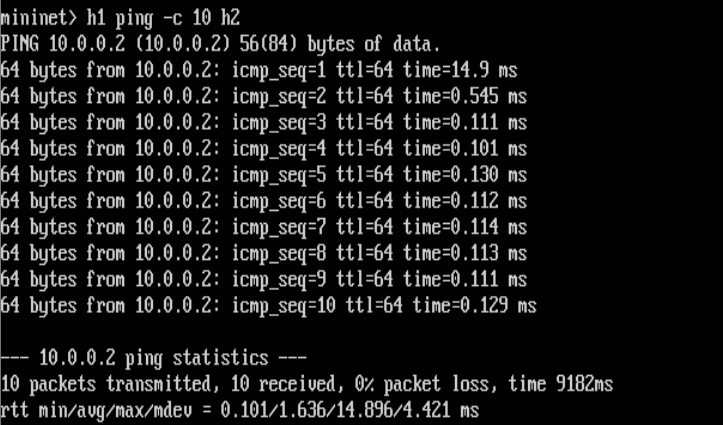 mininet> h1 ping -c 10 h2
PING 10.0.0.2 (10.0.0.2) 56(84) bytes of data.
64 bytes from 10.0.0.2: icmp_seq=1 ttl=64 time=14.9 ms
64 bytes from 10.0.0.2: icmp_seq=2 ttl=64 time=0.545 ms
64 bytes from 10.0.0.2: icmp_seq=3 ttl=64 time=0.111 ms
64 bytes from 10.0.0.2: icmp_seq=4 ttl=64 time=0.101 ms
64 bytes from 10.0.0.2: icmp_seq=5 ttl=64 time=0.130 ms
64 bytes from 10.0.0.2: icmp_seq=6 ttl=64 time=0.112 ms
64 bytes from 10.0.0.2: icmp_seq=7 ttl=64 time=0.114 ms
64 bytes from 10.0.0.2: icmp_seq=8 ttl=64 time=0.113 ms
64 bytes from 10.0.0.2: icmp_seq=9 ttl=64 time=0.111 ms
64 bytes from 10.0.0.2: icmp_seq=10 ttl=64 time=0.129 ms
--- 10.0.0.2 ping statistics ---
10 packets transmitted, 10 received, 0% packet loss, time 9182ms
rtt min/avg/max/mdev = 0.101/1.636/14.896/4.421 ms